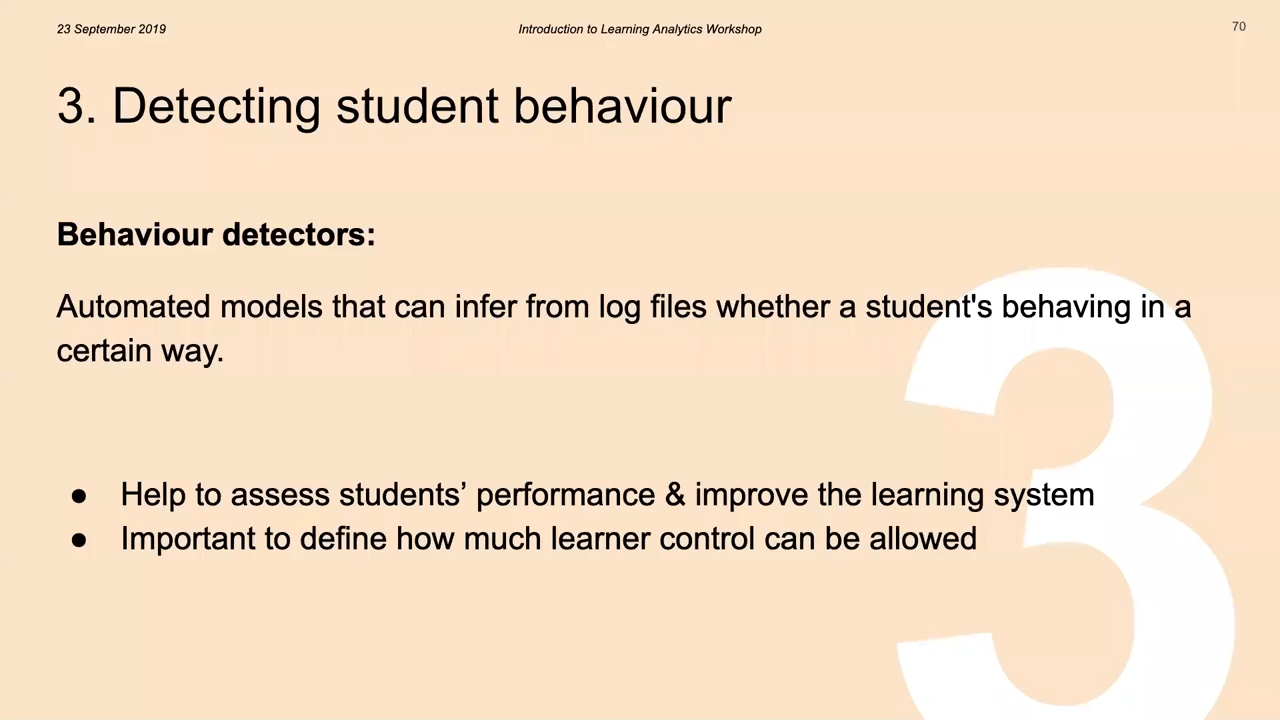 23 September 2019
Introduction to Learning Analytics Workshop
70
3. Detecting student behaviour
Behaviour detectors:
Automated models that can infer from log files whether a student's behaving in a
certain way.
● Help to assess students’ performance & improve the learning system
● Important to define how much learner control can be allowed
3